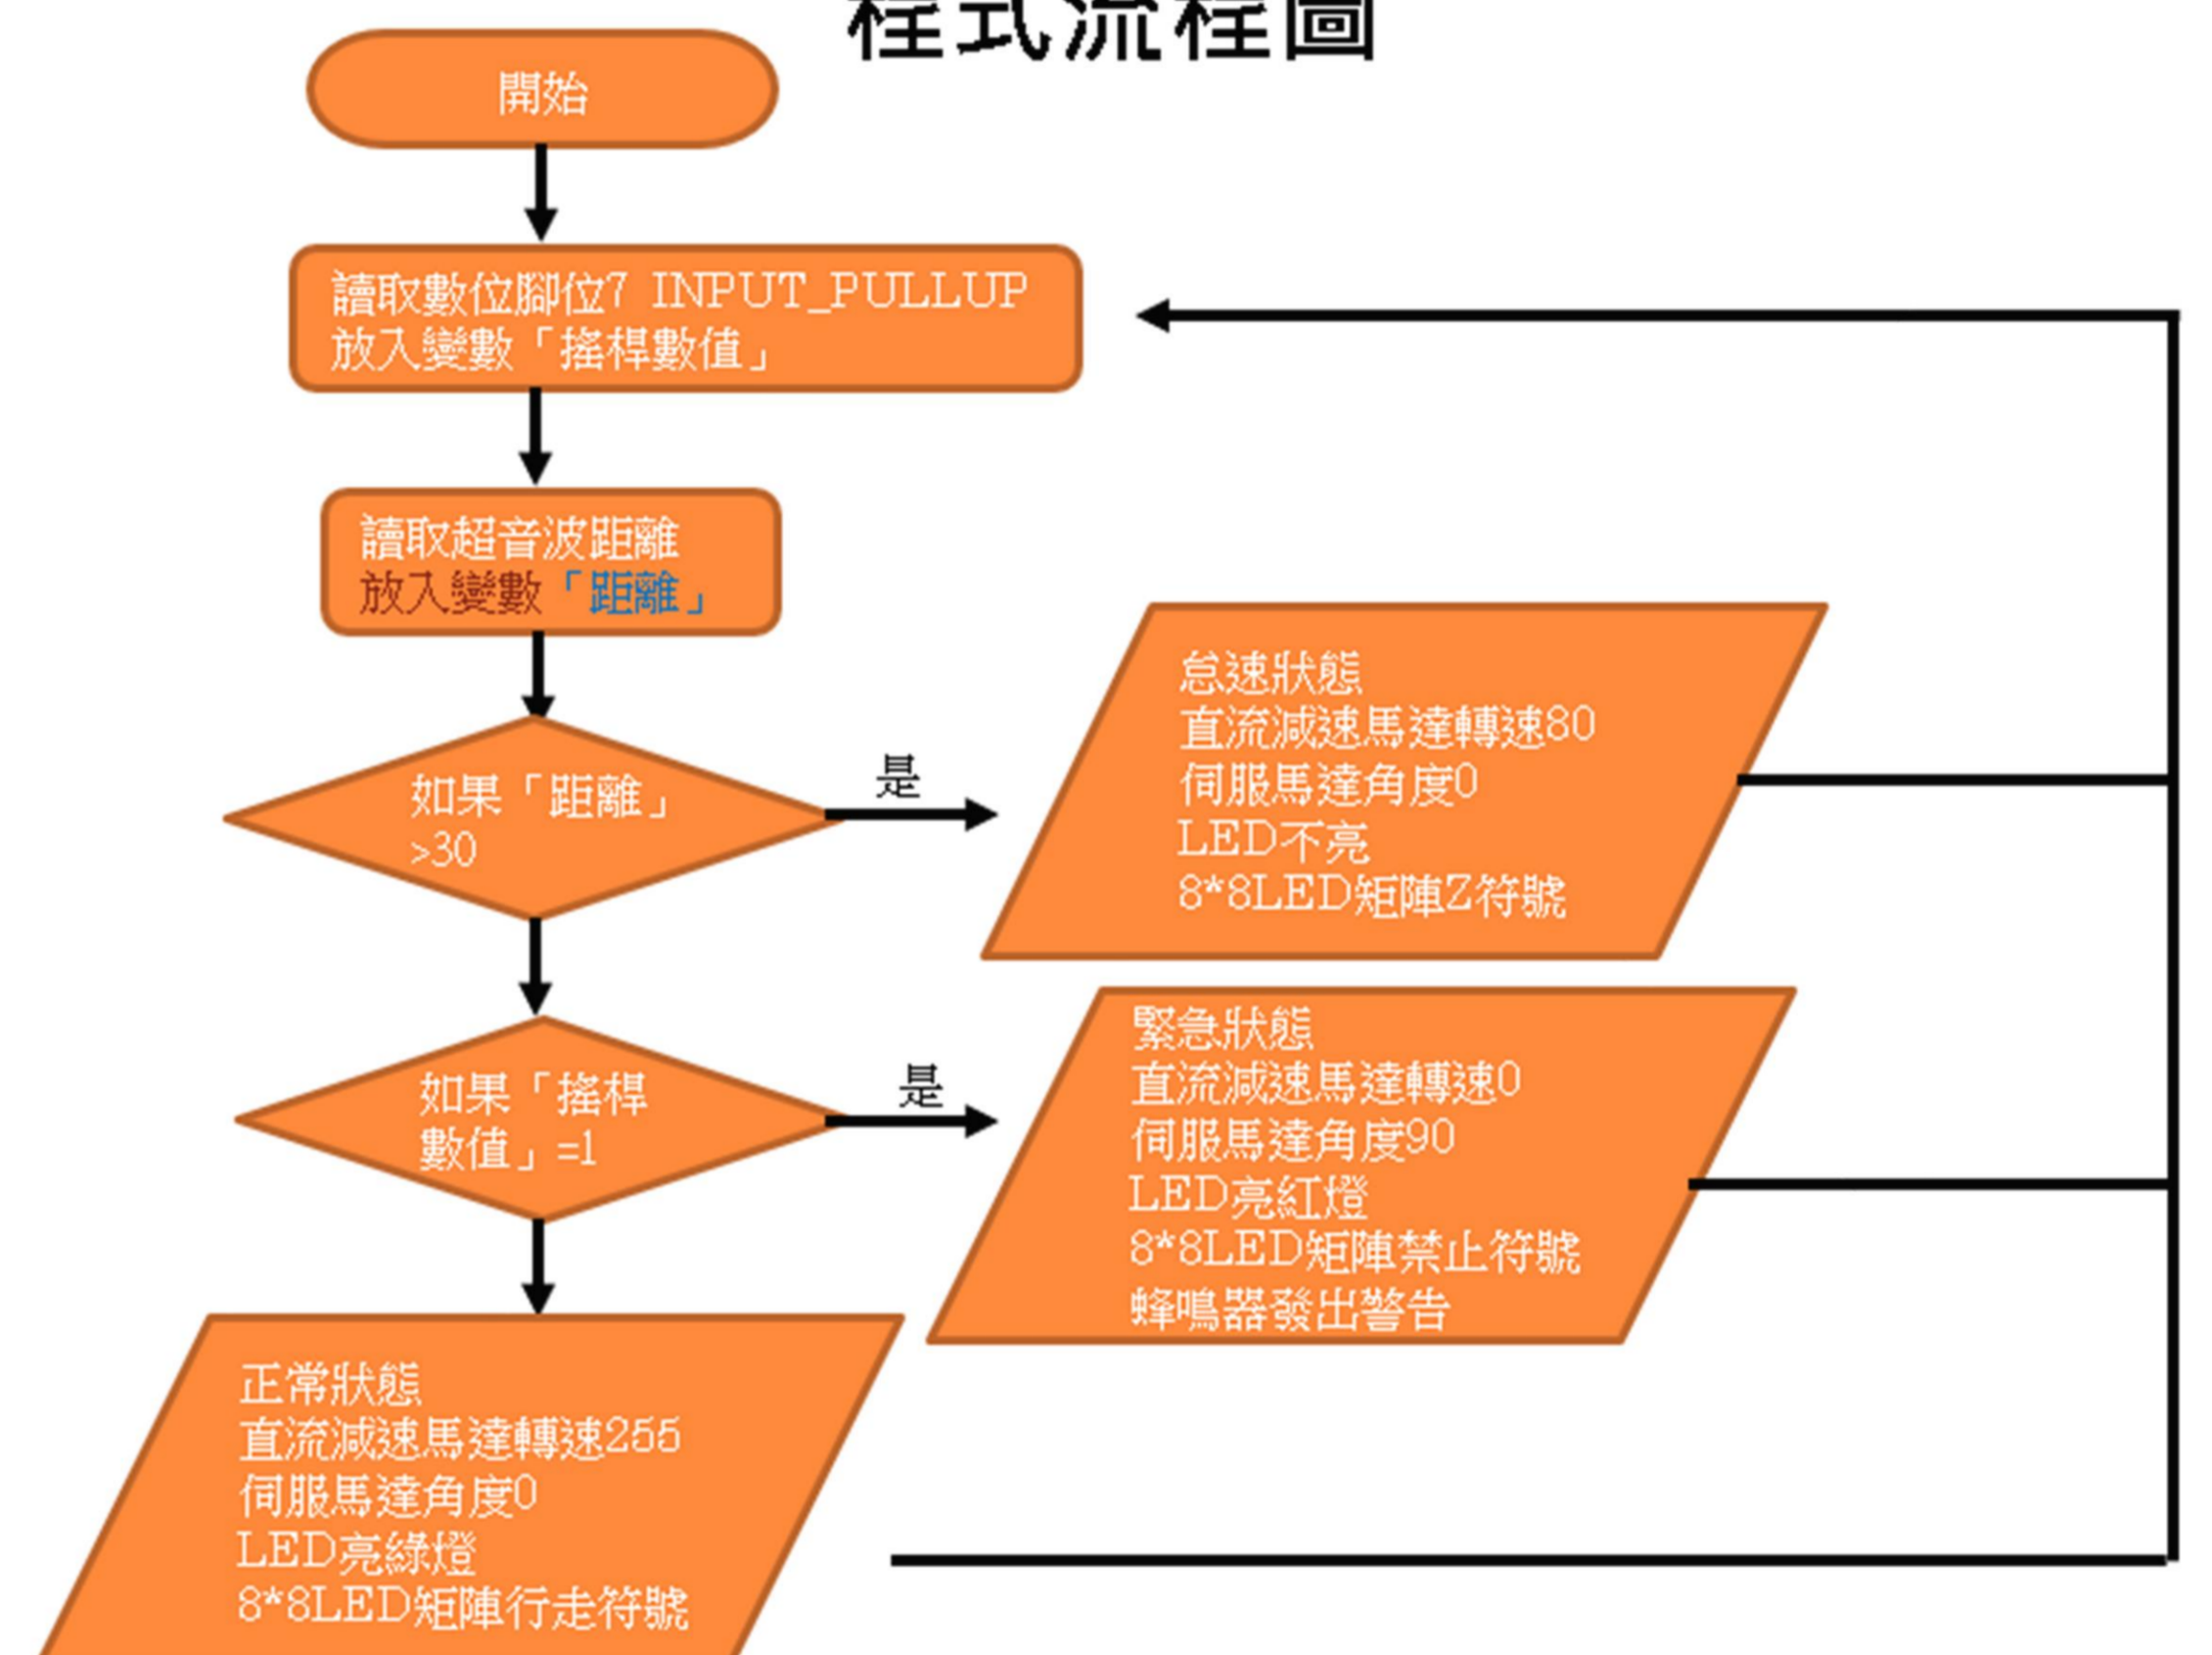 程式流程圖
開始
讀取數位腳位7 INPUT_PULLUP
放入變數「搖桿數值」
讀取超音波距離
放入變數「距離」
如果「距離」
>30
是
怠速狀態
直流減速馬達轉速80
伺服馬達角度0
LED不亮
8*8LED矩陣Z符號
如果「搖桿
數值」=1
是
緊急狀態
直流減速馬達轉速0
伺服馬達角度90
LED亮紅燈
8*8LED矩陣禁止符號
蜂鳴器發出警告
正常狀態
直流減速馬達轉速255
伺服馬達角度0
LED亮綠燈
8*8LED矩陣行走符號